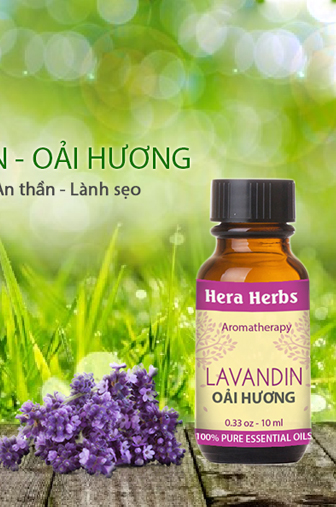 N - OẢI HƯƠNG
An thần - Lành sẹo
Hera Herbs
Aromatherapy
LAVANDIN
OẢI HƯƠNG
0.33 oz - 10 ml
100% PURE ESSENTIAL OILS